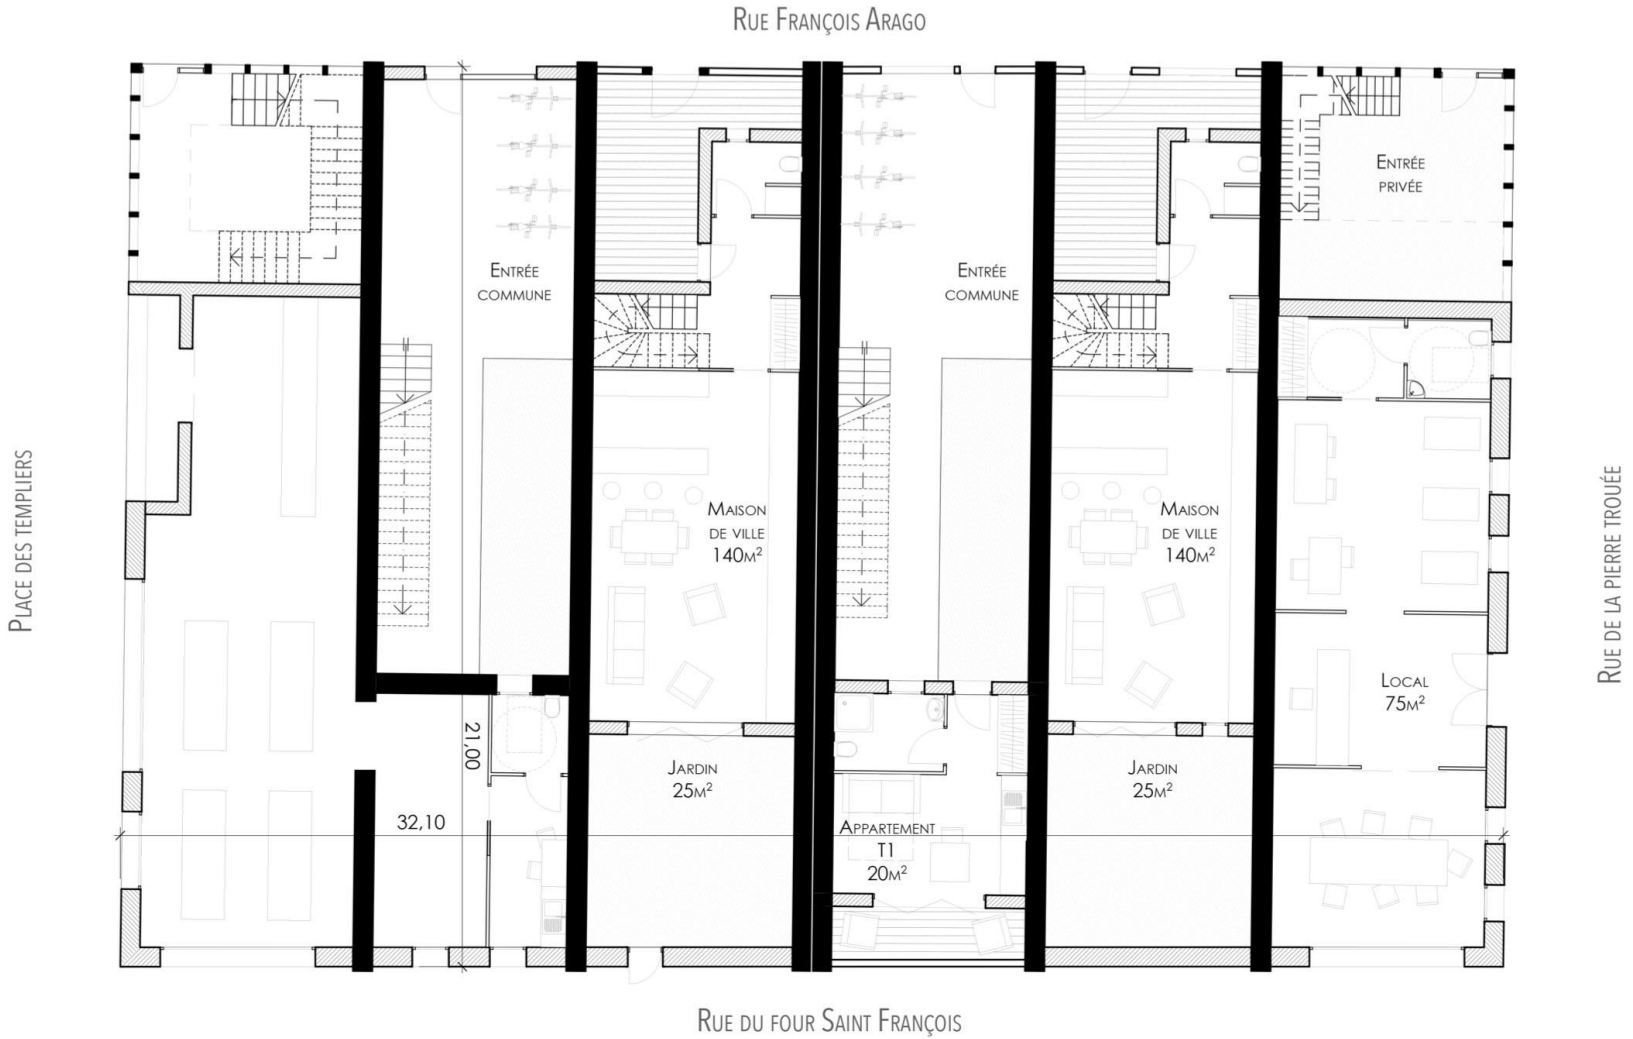 Rue François Arago
Entrée
privée
Entrée
commune
Entrée
commune
Place des templiers
Rue de la pierre trouée
Maison
de ville
140m²
Maison
de ville
140m²
Local
75m²
21,00
Jardin
25m²
Jardin
25m²
32,10
Appartement
T1
20m²
Rue du four Saint François